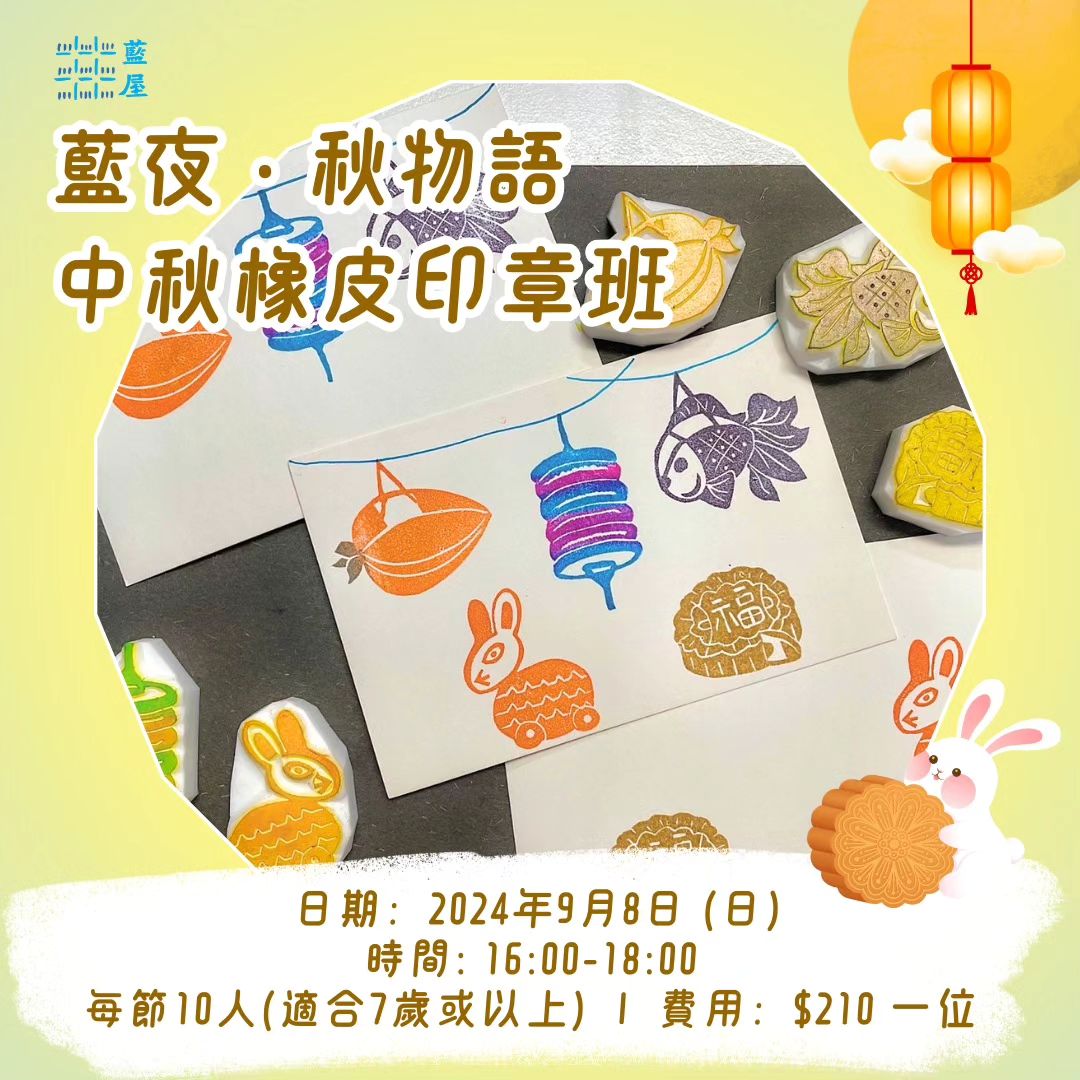 藍
屋
藍夜·秋物語
中秋橡皮印章班
福
福
福
日期: 2024年9月8日 (日)
時間: 16:00-18:00
每節10人(適合7歲或以上) | 費用: $210 一位